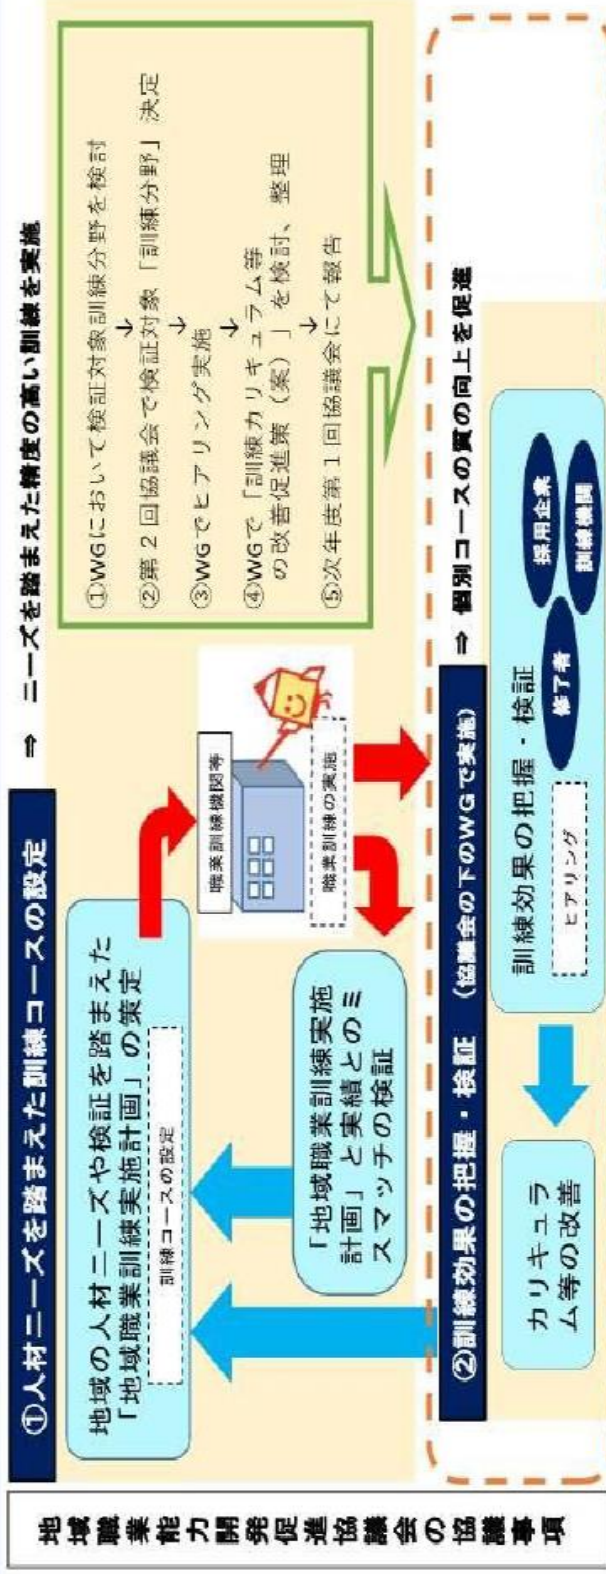 地域職業能力開発促進協議会の協議事項
①人材ニーズを踏まえた訓練コースの設定
⇒ ニーズを踏まえた精度の高い訓練を実施
地域の人材ニーズや検証を踏まえた
「地域職業訓練実施計画」の策定
訓練コースの設定
職業訓練機関等
職業訓練の実施
「地域職業訓練実施
計画」と実績とのミ
スマッチの検証
①WGにおいて検証対象訓練分野を検討
↓
②第2回協議会で検証対象「訓練分野」決定
↓
③WGでヒアリング実施
↓
④WGで「訓練カリキュラム等
の改善促進策（案）」を検討、整理
↓
⑤次年度第1回協議会にて報告
②訓練効果の把握・検証 （協議会の下のWGで実施）
⇒ 個別コースの質の向上を促進
カリキュラ
ム等の改善
訓練効果の把握・検証
ヒアリング
修了者
採用企業
訓練機関